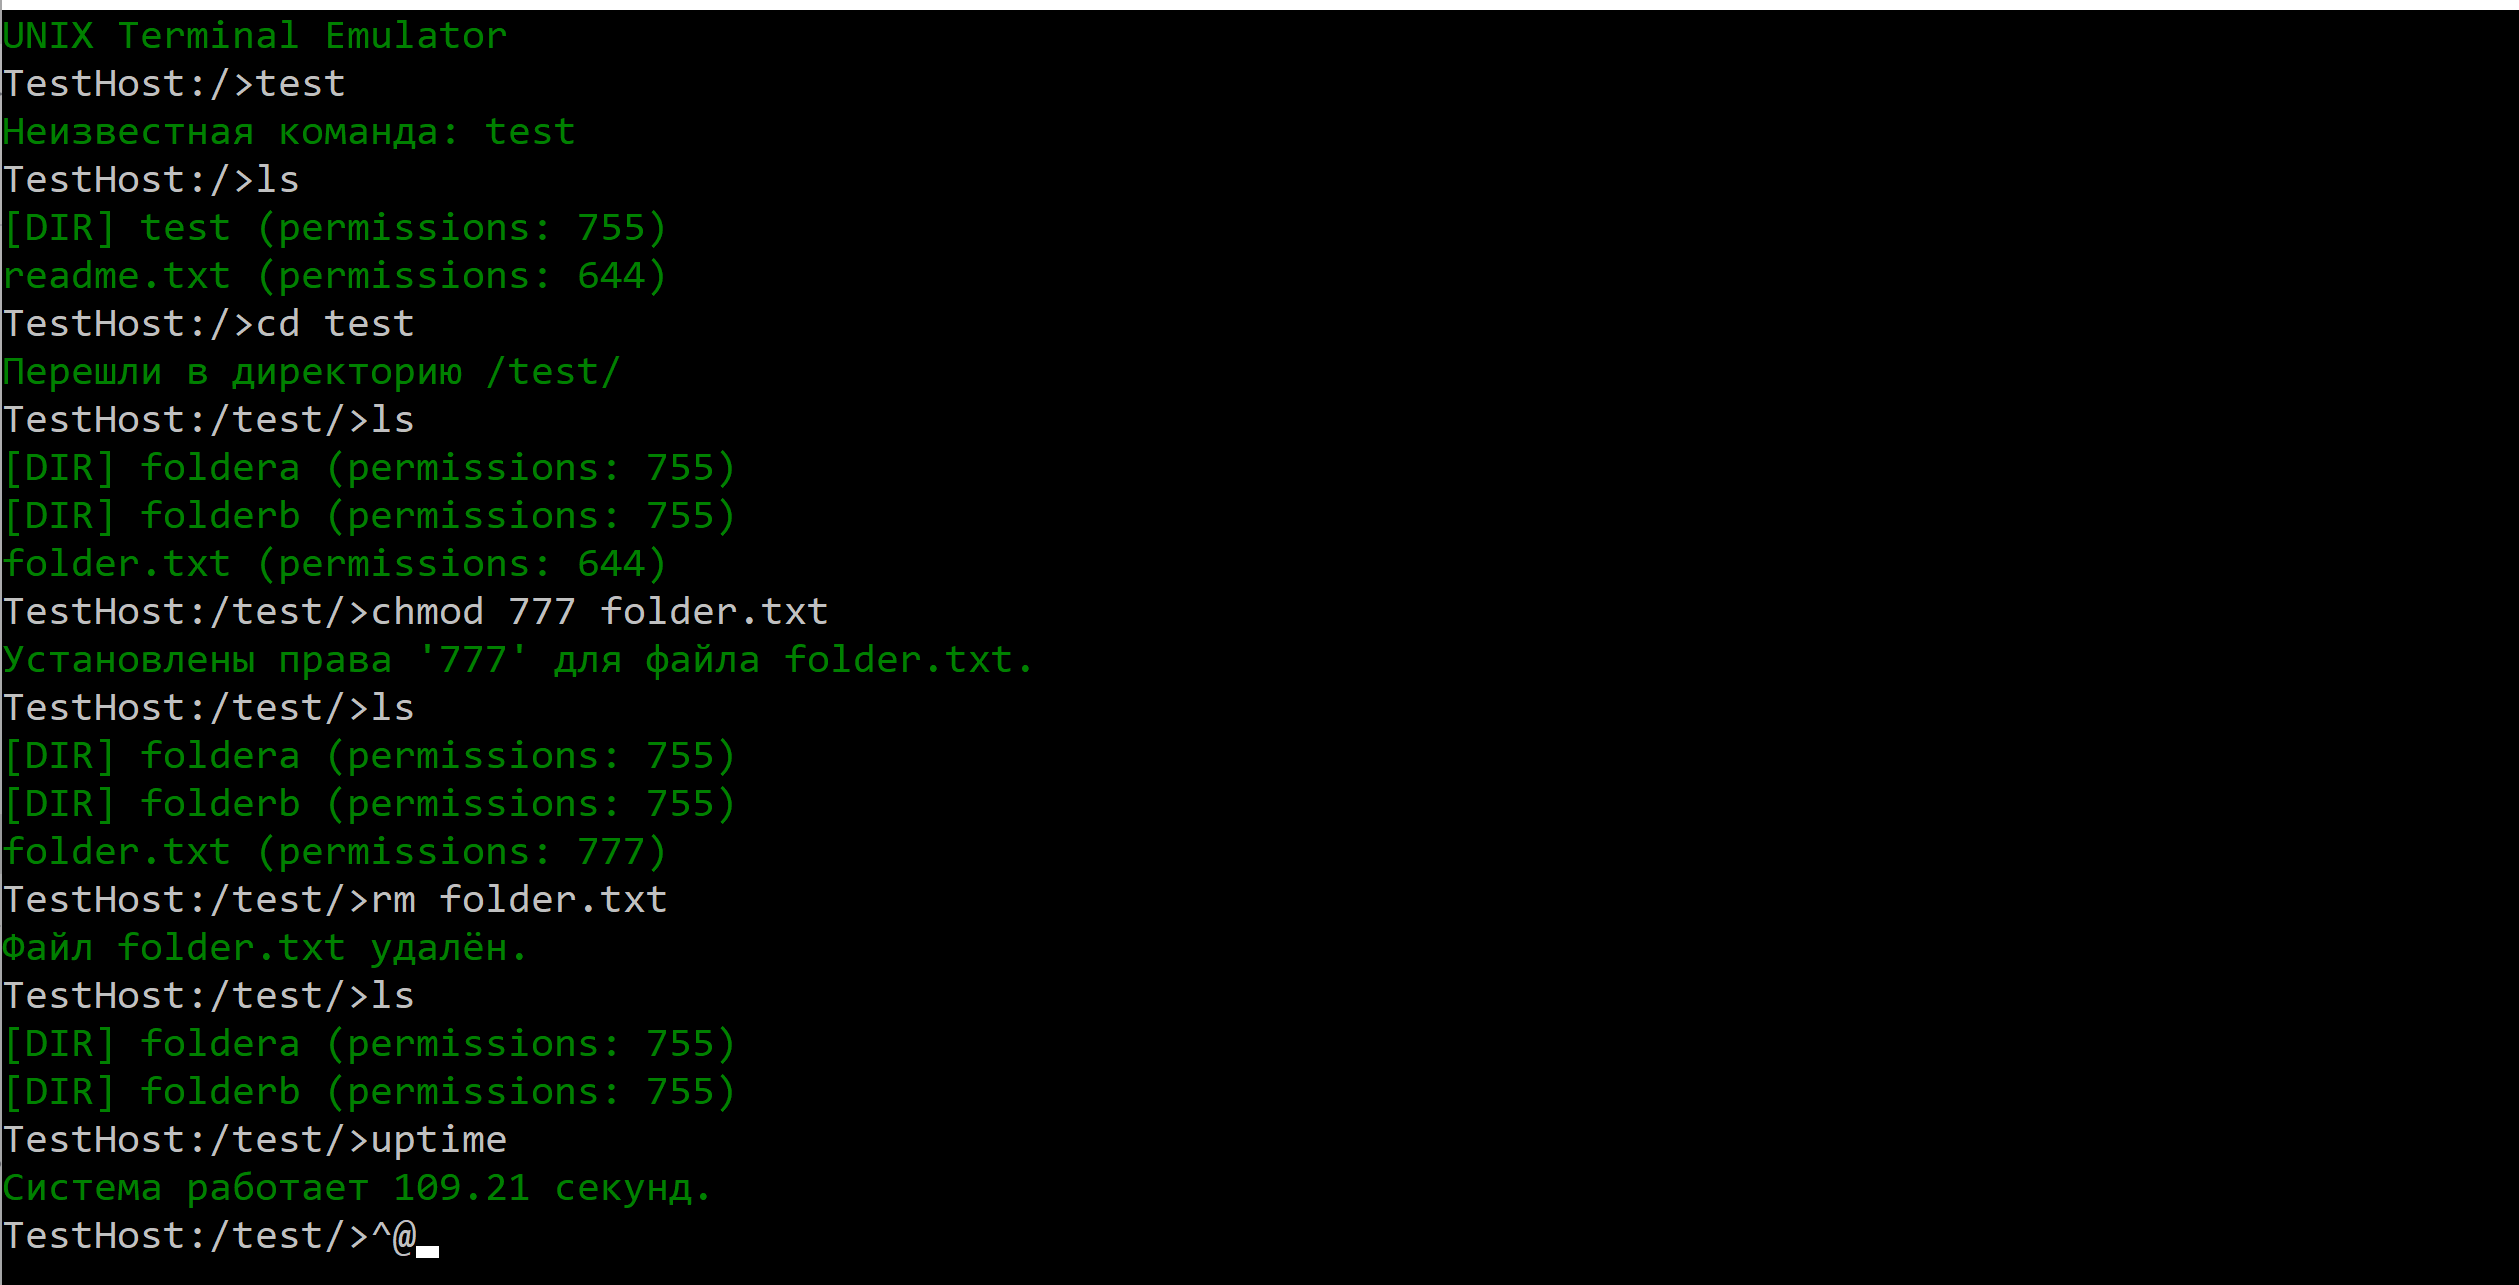 UNIX Terminal Emulator
TestHost:/>test
Неизвестная команда: test
TestHost:/>ls
[DIR] test (permissions: 755)
readme.txt (permissions: 644)
TestHost:/>cd test
Перешли в директорию /test/
TestHost:/test/>ls
[DIR] foldera (permissions: 755)
[DIR] folderb (permissions: 755)
folder.txt (permissions: 644)
TestHost:/test/>chmod 777 folder.txt
Установлены права '777' для файла folder.txt.
TestHost:/test/>ls
[DIR] foldera (permissions: 755)
[DIR] folderb (permissions: 755)
folder.txt (permissions: 777)
TestHost:/test/>rm folder.txt
Файл folder.txt удалён.
TestHost:/test/>ls
[DIR] foldera (permissions: 755)
[DIR] folderb (permissions: 755)
TestHost:/test/>uptime
Система работает 109.21 секунд.
TestHost:/test/>^@